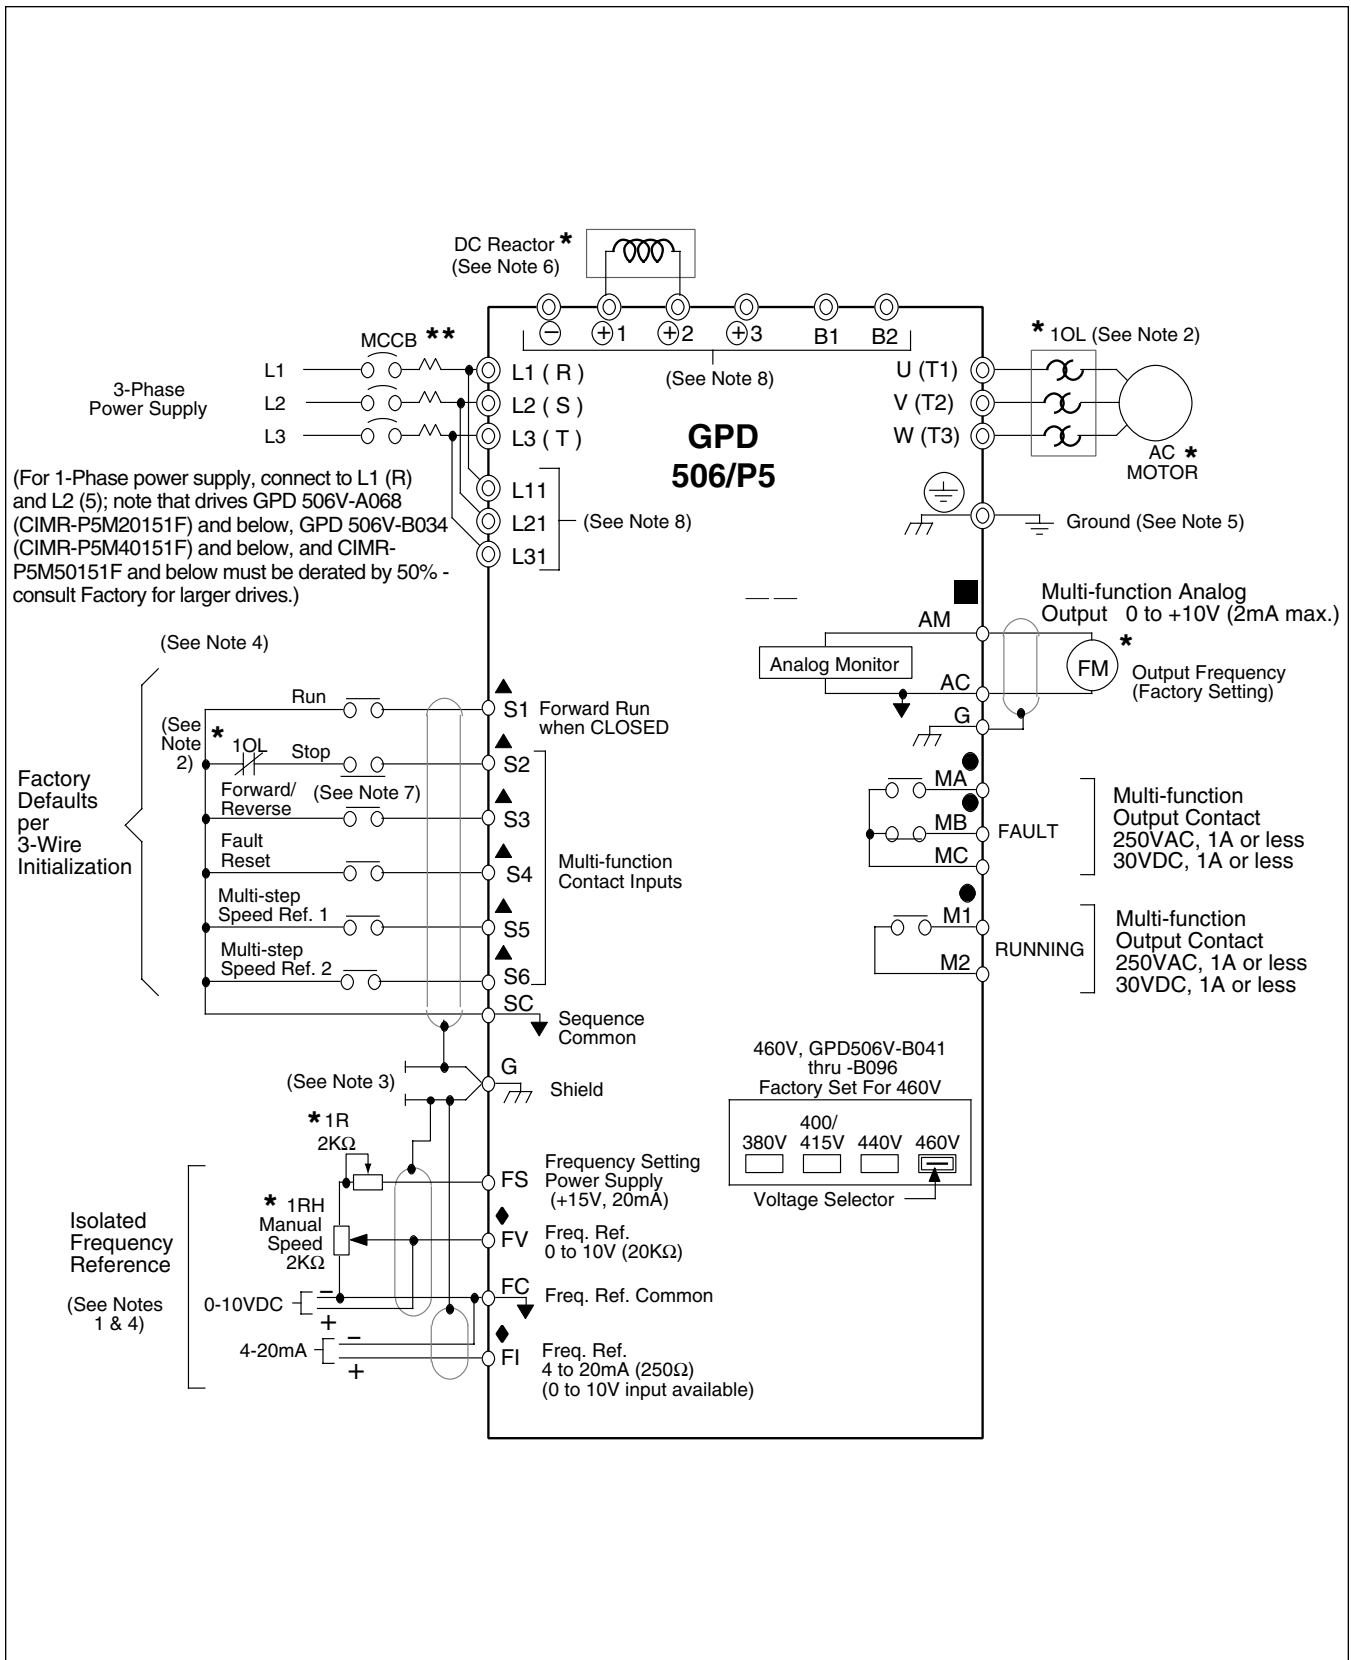 DC Reactor *
(See Note 6)
⊖ ⊕1 ⊕2 ⊕3 B1 B2
(See Note 8)
MCCB **
3-Phase
Power Supply
L1
L2
L3
L1 ( R )
L2 ( S )
L3 ( T )
L11
L21
L31
(See Note 8)
GPD
506/P5
* 1OL (See Note 2)
U (T1)
V (T2)
W (T3)
AC *
MOTOR
Ground (See Note 5)
(For 1-Phase power supply, connect to L1 (R)
and L2 (5); note that drives GPD 506V-A068
(CIMR-P5M20151F) and below, GPD 506V-B034
(CIMR-P5M40151F) and below, and CIMR-
P5M50151F and below must be derated by 50% -
consult Factory for larger drives.)
Multi-function Analog
Output 0 to +10V (2mA max.)
AM
Analog Monitor
AC
G
*
FM
Output Frequency
(Factory Setting)
(See Note 4)
Factory
Defaults
per
3-Wire
Initialization
Run
S1 Forward Run
when CLOSED
(See
Note
2)
*
1OL
Stop
(See Note 7)
S2
Forward/
Reverse
S3
Fault
Reset
S4
Multi-step
Speed Ref. 1
S5
Multi-step
Speed Ref. 2
S6
Multi-function
Contact Inputs
SC
Sequence
Common
MA
MB
MC
FAULT
Multi-function
Output Contact
250VAC, 1A or less
30VDC, 1A or less
M1
M2
RUNNING
Multi-function
Output Contact
250VAC, 1A or less
30VDC, 1A or less
(See Note 3)
G
Shield
460V, GPD506V-B041
thru -B096
Factory Set For 460V
380V 400/415V 440V 460V
Voltage Selector
Isolated
Frequency
Reference
(See Notes
1 & 4)
* 1R
2KΩ
FS
Frequency Setting
Power Supply
(+15V, 20mA)
* 1RH
Manual
Speed
2KΩ
FV
Freq. Ref.
0 to 10V (20KΩ)
0-10VDC
−
+
FC
Freq. Ref. Common
4-20mA
−
+
FI
Freq. Ref.
4 to 20mA (250Ω)
(0 to 10V input available)